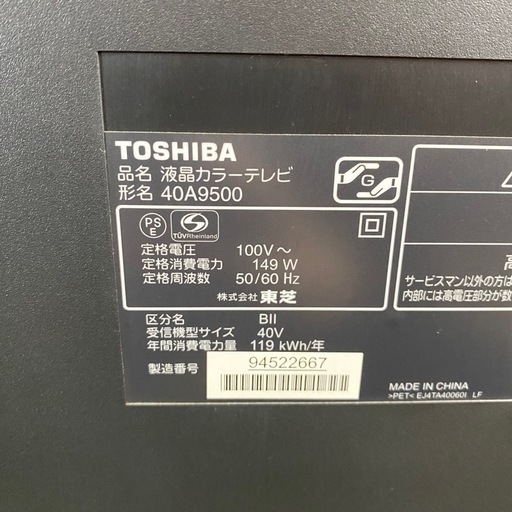 TOSHIBA
品名 液晶カラーテレビ
形名 40A9500
G
PS
E
TÜVRheinland
定格電圧 100V～
定格消費電力 149 W
定格周波数 50/60 Hz
株式会社 東芝
区分名 BII
受信機型サイズ 40V
年間消費電力量 119 kWh/年
製造番号 94522667
高
サービスマン以外の方は
内部には高電圧部分が数
MADE IN CHINA
>PET< EJ4TA40060I LF